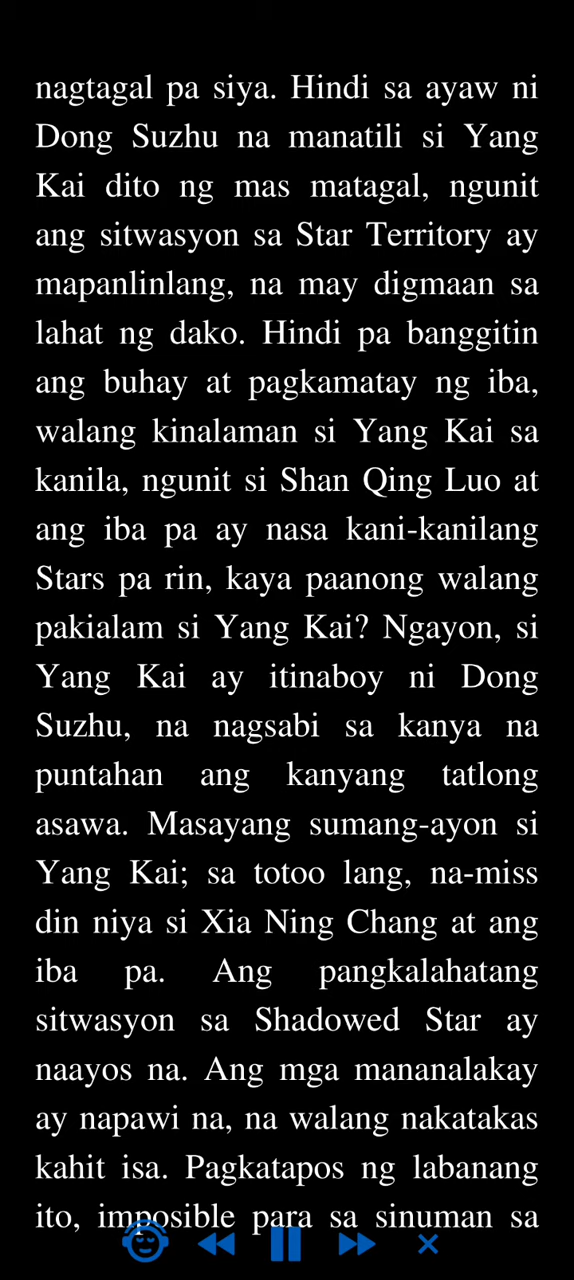 nagtagal pa siya. Hindi sa ayaw ni
Dong Suzhu na manatili si Yang
Kai dito ng mas matagal, ngunit
ang sitwasyon sa Star Territory ay
mapanlinlang, na may digmaan sa
lahat ng dako. Hindi pa banggitin
ang buhay at pagkamatay ng iba,
walang kinalaman si Yang Kai sa
kanila, ngunit si Shan Qing Luo at
ang iba pa ay nasa kani-kanilang
Stars pa rin, kaya paanong walang
pakialam si Yang Kai? Ngayon, si
Yang Kai ay itinaboy ni Dong
Suzhu, na nagsabi sa kanya na
puntahan ang kanyang tatlong
asawa. Masayang sumang-ayon si
Yang Kai; sa totoo lang, na-miss
din niya si Xia Ning Chang at ang
iba pa. Ang pangkalahatang
sitwasyon sa Shadowed Star ay
naayos na. Ang mga mananalakay
ay napawi na, na walang nakatakas
kahit isa. Pagkatapos ng labanang
ito, imposible para sa sinuman sa